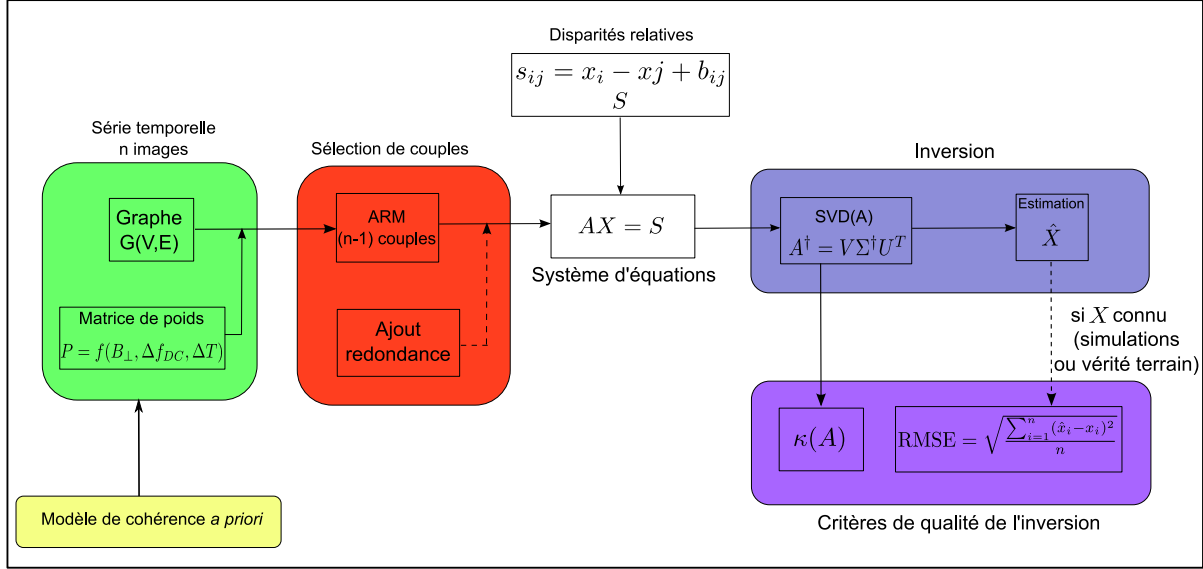 Disparités relatives
$s_{ij} = x_i - xj + b_{ij}$
$S$
Série temporelle
n images
Graphe
G(V,E)
Matrice de poids
$P = f(B_{\perp}, \Delta f_{DC}, \Delta T)$
Modèle de cohérence a priori
Sélection de couples
ARM
(n-1) couples
Ajout
redondance
$AX = S$
Système d'équations
Inversion
SVD(A)
$A^{\dagger} = V\Sigma^{\dagger}U^{T}$
Estimation
$\hat{X}$
si $X$ connu
(simulations
ou vérité terrain)
$\kappa(A)$
$\mathrm{RMSE} = \sqrt{\frac{\sum_{i=1}^{n}(\hat{x}_i - x_i)^2}{n}}$
Critères de qualité de l'inversion